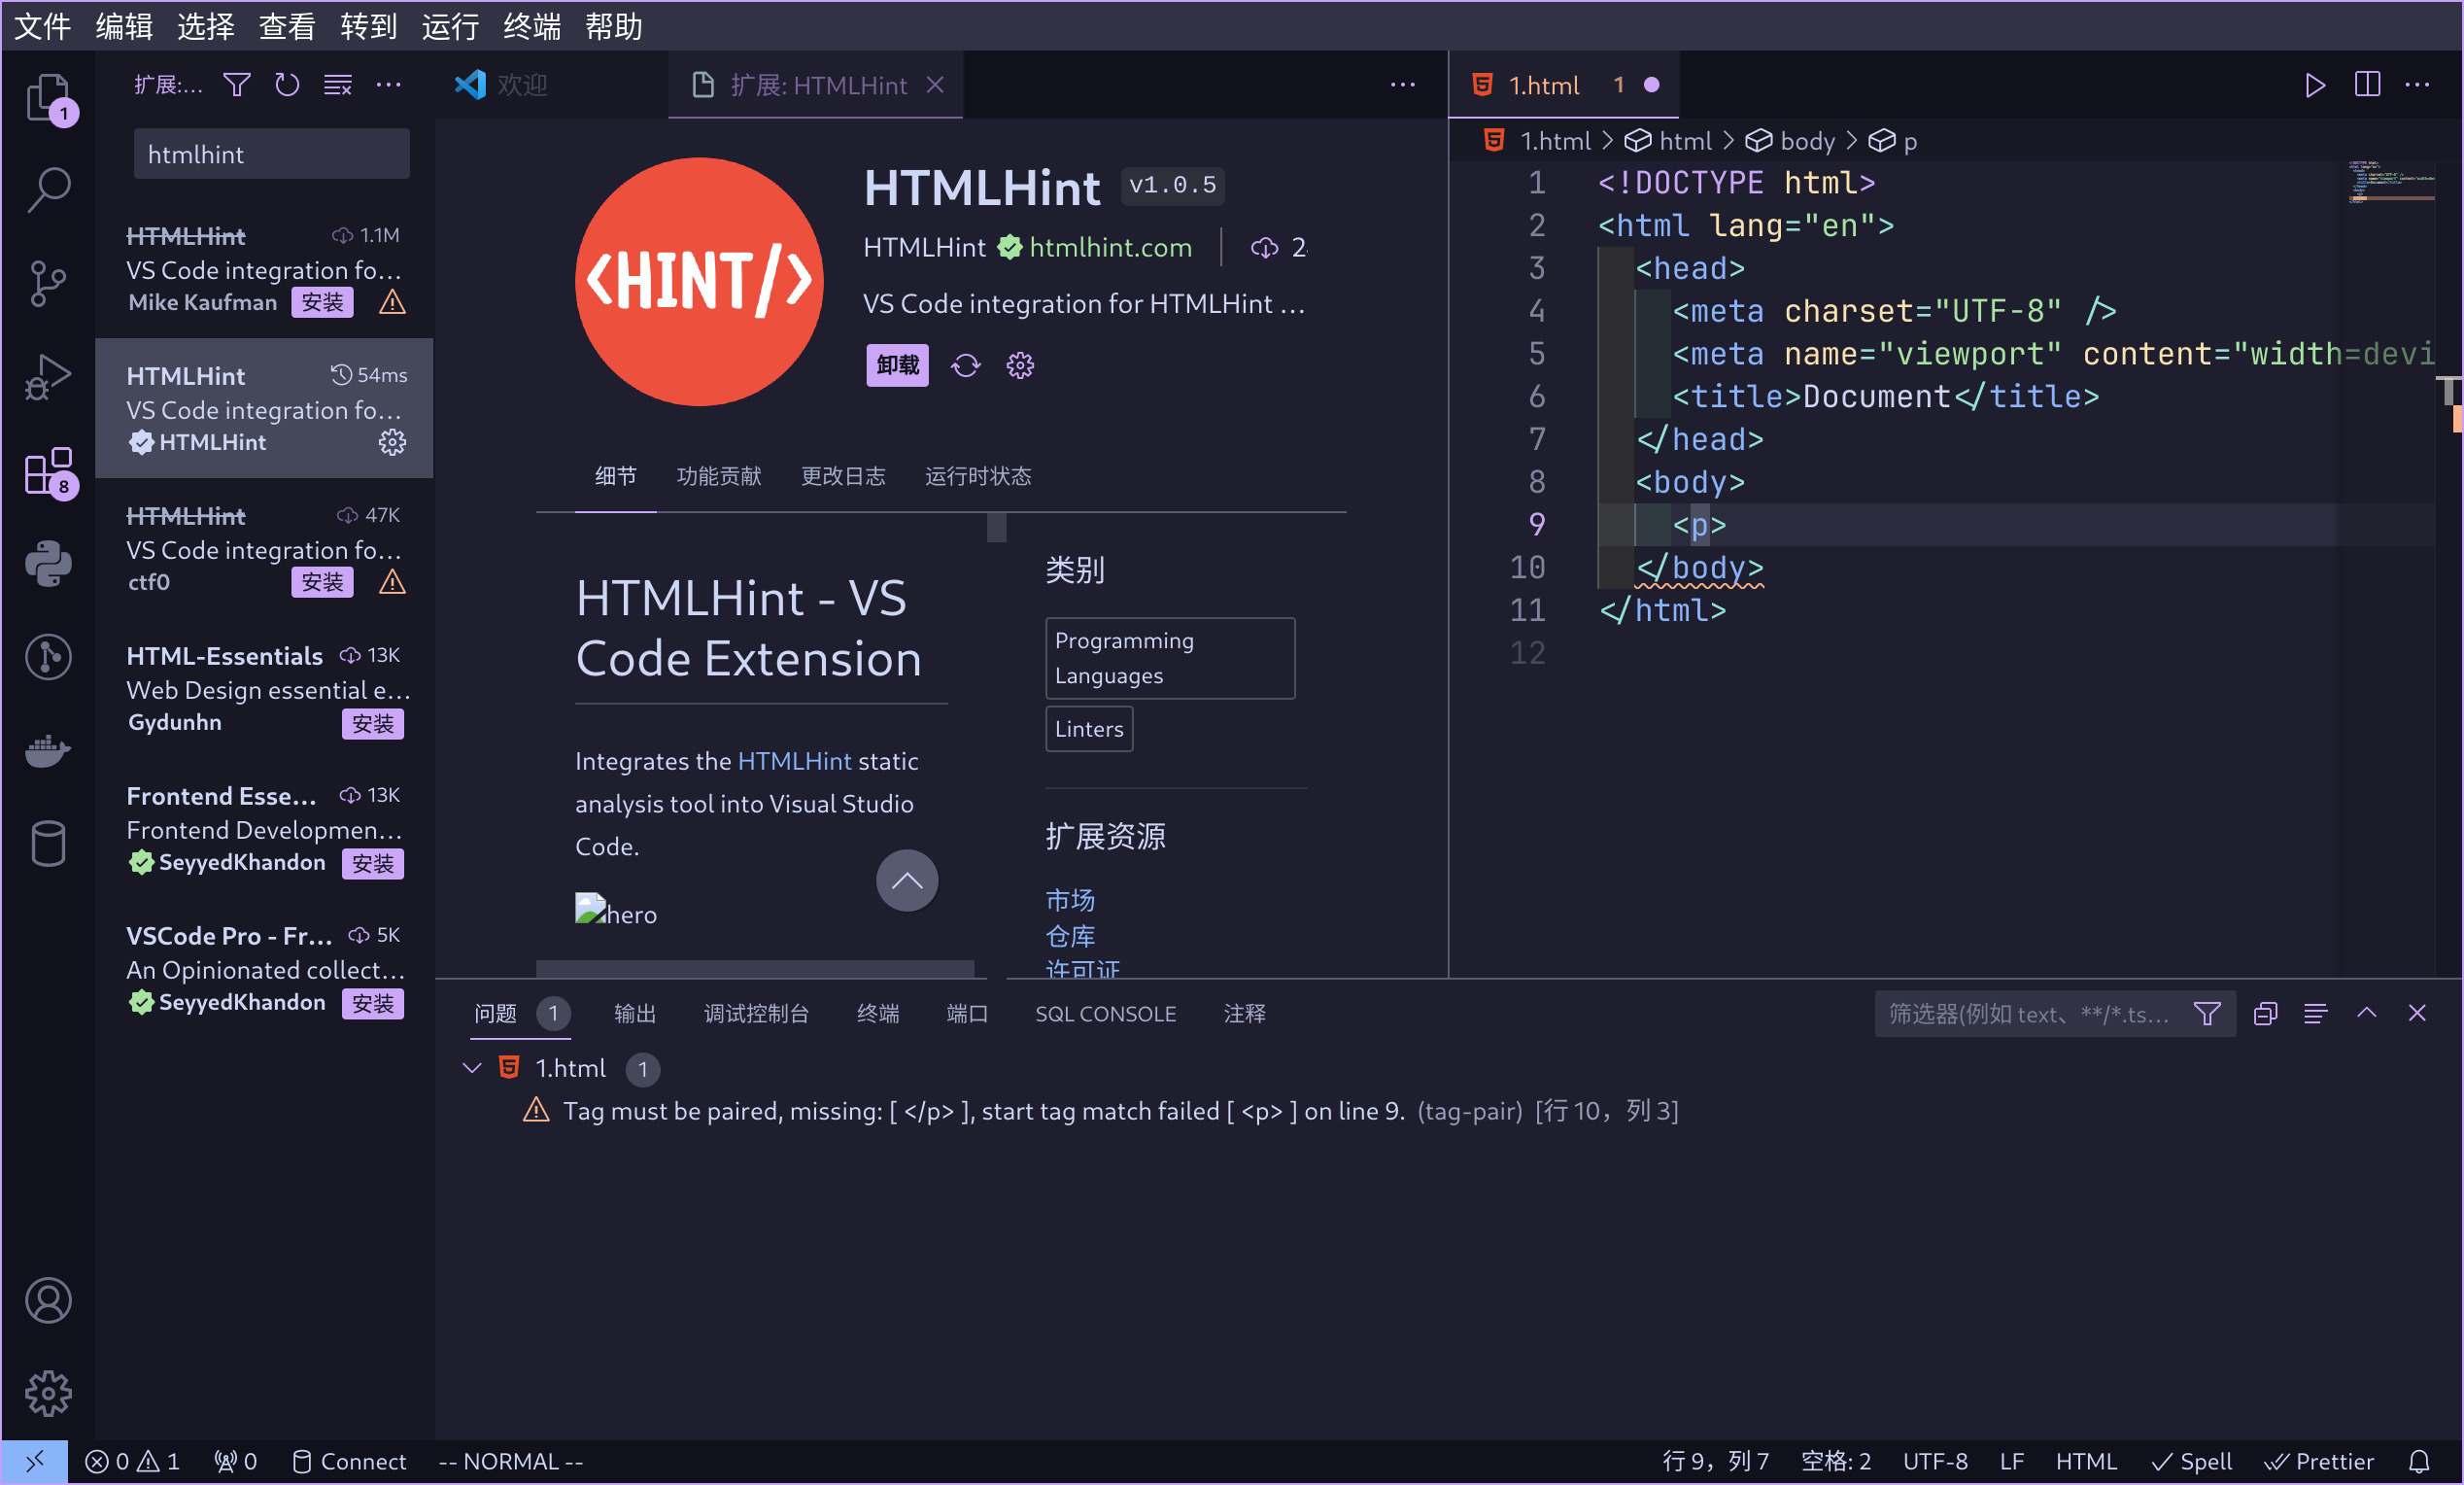 文件 编辑 选择 查看 转到 运行 终端 帮助
扩展:...
htmlhint
HTMLHint 1.1M
VS Code integration fo...
Mike Kaufman 安装
HTMLHint 54ms
VS Code integration fo...
HTMLHint
HTMLHint 47K
VS Code integration fo...
ctf0 安装
HTML-Essentials 13K
Web Design essential e...
Gydunhn 安装
Frontend Esse... 13K
Frontend Developmen...
SeyyedKhandon 安装
VSCode Pro - Fr... 5K
An Opinionated collect...
SeyyedKhandon 安装
1
8
欢迎 扩展: HTMLHint
<HINT/>
HTMLHint v1.0.5
HTMLHint htmlhint.com 2
VS Code integration for HTMLHint ...
卸载
细节 功能贡献 更改日志 运行时状态
HTMLHint - VS
Code Extension
Integrates the HTMLHint static
analysis tool into Visual Studio
Code.
hero
类别
Programming
Languages
Linters
扩展资源
市场
仓库
许可证
1.html 1
1.html > html > body > p
1 <!DOCTYPE html>
2 <html lang="en">
3 <head>
4 <meta charset="UTF-8" />
5 <meta name="viewport" content="width=devi
6 <title>Document</title>
7 </head>
8 <body>
9 <p>
10 </body>
11 </html>
12
问题 1 输出 调试控制台 终端 端口 SQL CONSOLE 注释 筛选器(例如 text、**/*.ts...
1.html 1
Tag must be paired, missing: [ </p> ], start tag match failed [ <p> ] on line 9. (tag-pair) [行 10，列 3]
0 1 0 Connect -- NORMAL -- 行 9，列 7 空格: 2 UTF-8 LF HTML Spell Prettier